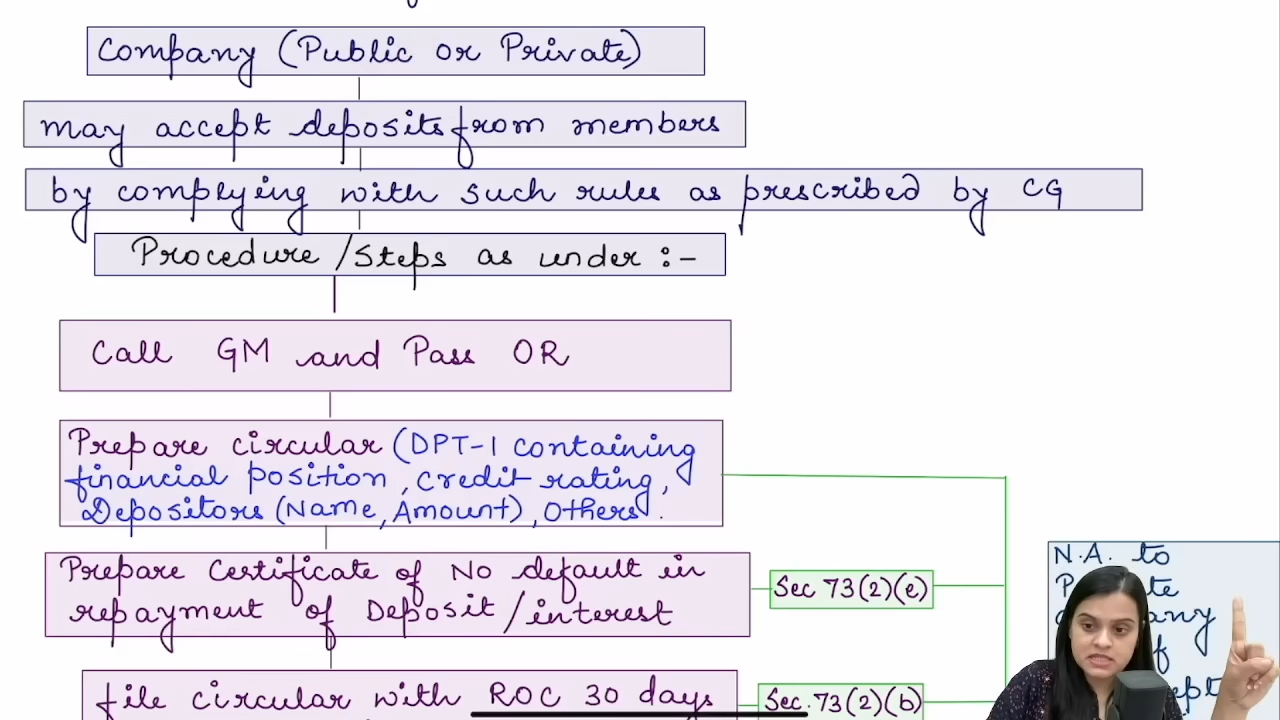 Company (Public or Private)
may accept deposits from members
by complying with such rules as prescribed by CG
Procedure /Steps as under :-
Call GM and Pass OR
Prepare circular (DPT-1 containing
financial position, credit rating,
Depositors (Name, Amount), Others.
Prepare Certificate of No default in
repayment of Deposit/interest
Sec 73(2)(e)
N.A. to
file circular with ROC 30 days
Sec. 73(2)(b)